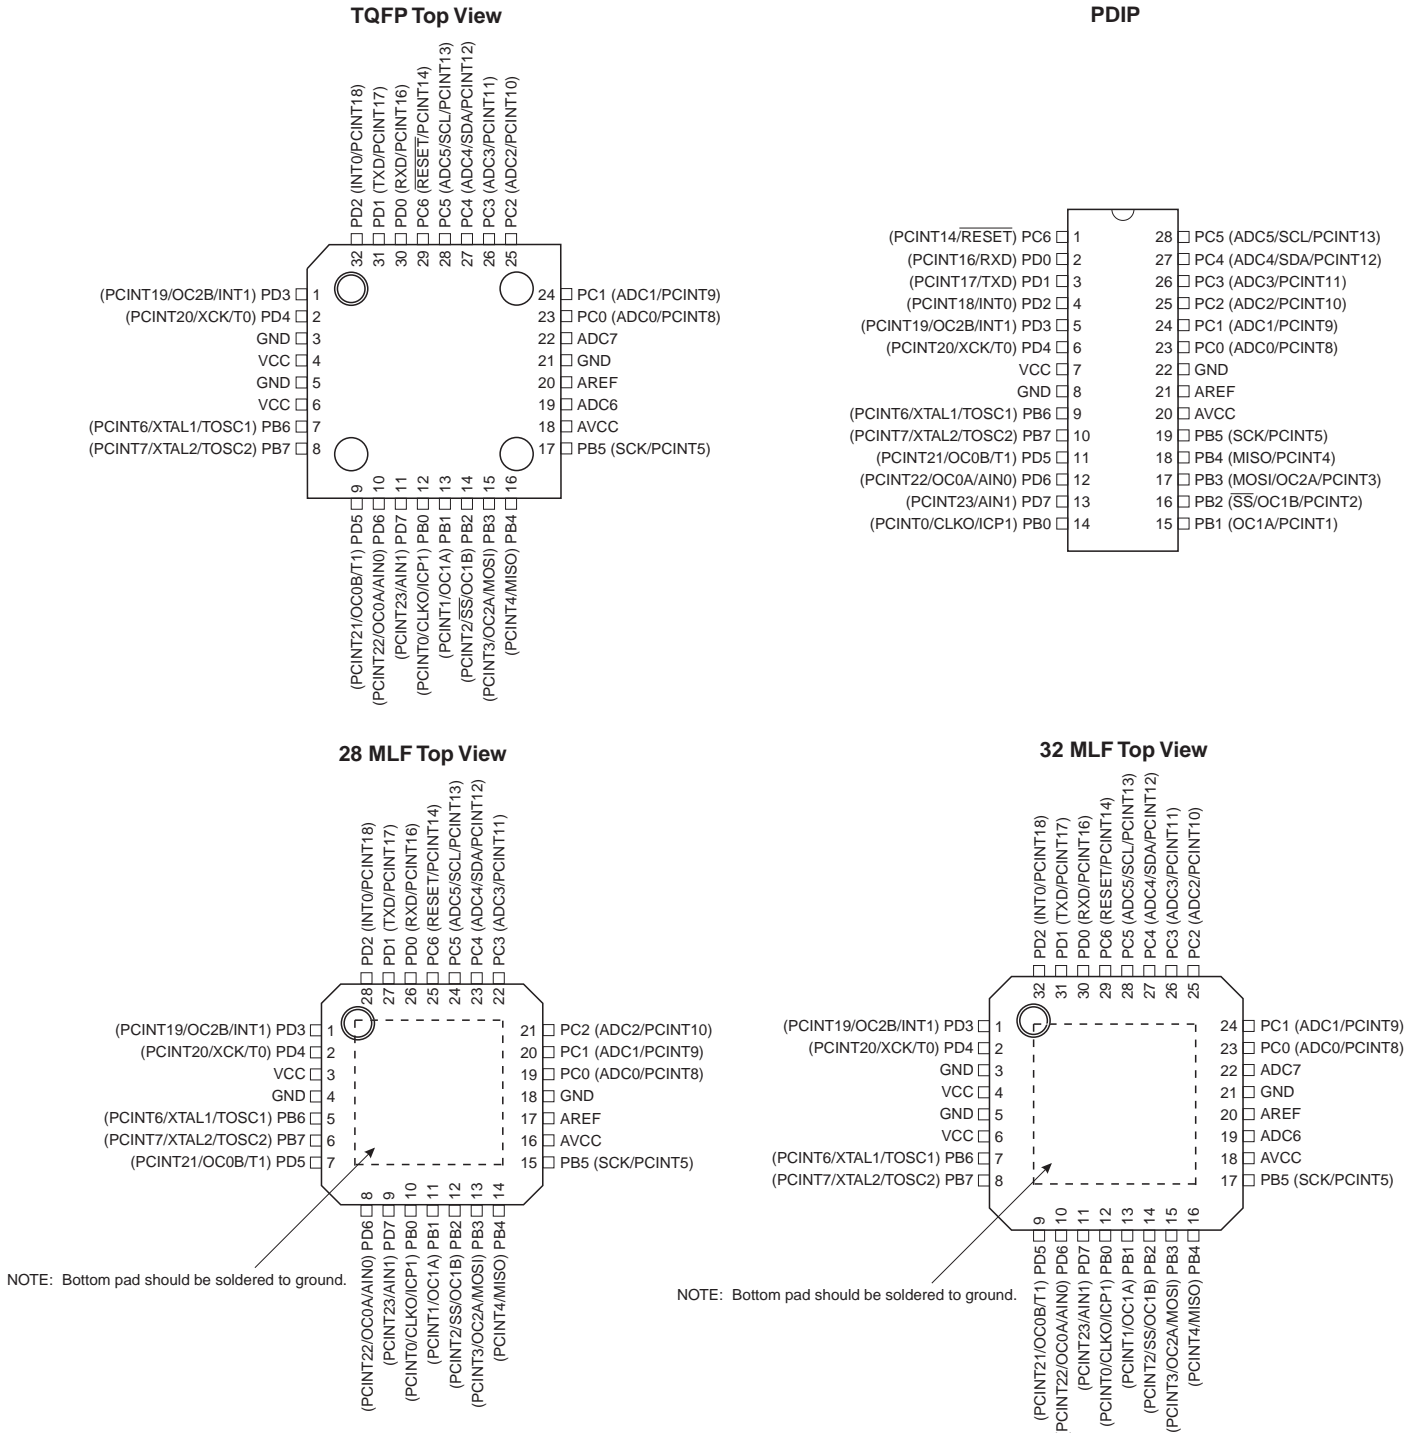 TQFP Top View
PD2 (INT0/PCINT18)
PD1 (TXD/PCINT17)
PD0 (RXD/PCINT16)
PC6 (RESET/PCINT14)
PC5 (ADC5/SCL/PCINT13)
PC4 (ADC4/SDA/PCINT12)
PC3 (ADC3/PCINT11)
PC2 (ADC2/PCINT10)
32 31 30 29 28 27 26 25
(PCINT19/OC2B/INT1) PD3 1
(PCINT20/XCK/T0) PD4 2
GND 3
VCC 4
GND 5
VCC 6
(PCINT6/XTAL1/TOSC1) PB6 7
(PCINT7/XTAL2/TOSC2) PB7 8
24 PC1 (ADC1/PCINT9)
23 PC0 (ADC0/PCINT8)
22 ADC7
21 GND
20 AREF
19 ADC6
18 AVCC
17 PB5 (SCK/PCINT5)
9 10 11 12 13 14 15 16
(PCINT21/OC0B/T1) PD5
(PCINT22/OC0A/AIN0) PD6
(PCINT23/AIN1) PD7
(PCINT0/CLKO/ICP1) PB0
(PCINT1/OC1A) PB1
(PCINT2/SS/OC1B) PB2
(PCINT3/OC2A/MOSI) PB3
(PCINT4/MISO) PB4
PDIP
(PCINT14/RESET) PC6 1
(PCINT16/RXD) PD0 2
(PCINT17/TXD) PD1 3
(PCINT18/INT0) PD2 4
(PCINT19/OC2B/INT1) PD3 5
(PCINT20/XCK/T0) PD4 6
VCC 7
GND 8
(PCINT6/XTAL1/TOSC1) PB6 9
(PCINT7/XTAL2/TOSC2) PB7 10
(PCINT21/OC0B/T1) PD5 11
(PCINT22/OC0A/AIN0) PD6 12
(PCINT23/AIN1) PD7 13
(PCINT0/CLKO/ICP1) PB0 14
28 PC5 (ADC5/SCL/PCINT13)
27 PC4 (ADC4/SDA/PCINT12)
26 PC3 (ADC3/PCINT11)
25 PC2 (ADC2/PCINT10)
24 PC1 (ADC1/PCINT9)
23 PC0 (ADC0/PCINT8)
22 GND
21 AREF
20 AVCC
19 PB5 (SCK/PCINT5)
18 PB4 (MISO/PCINT4)
17 PB3 (MOSI/OC2A/PCINT3)
16 PB2 (SS/OC1B/PCINT2)
15 PB1 (OC1A/PCINT1)
28 MLF Top View
PD2 (INT0/PCINT18)
PD1 (TXD/PCINT17)
PD0 (RXD/PCINT16)
PC6 (RESET/PCINT14)
PC5 (ADC5/SCL/PCINT13)
PC4 (ADC4/SDA/PCINT12)
PC3 (ADC3/PCINT11)
28 27 26 25 24 23 22
(PCINT19/OC2B/INT1) PD3 1
(PCINT20/XCK/T0) PD4 2
VCC 3
GND 4
(PCINT6/XTAL1/TOSC1) PB6 5
(PCINT7/XTAL2/TOSC2) PB7 6
(PCINT21/OC0B/T1) PD5 7
21 PC2 (ADC2/PCINT10)
20 PC1 (ADC1/PCINT9)
19 PC0 (ADC0/PCINT8)
18 GND
17 AREF
16 AVCC
15 PB5 (SCK/PCINT5)
8 9 10 11 12 13 14
(PCINT22/OC0A/AIN0) PD6
(PCINT23/AIN1) PD7
(PCINT0/CLKO/ICP1) PB0
(PCINT1/OC1A) PB1
(PCINT2/SS/OC1B) PB2
(PCINT3/OC2A/MOSI) PB3
(PCINT4/MISO) PB4
NOTE: Bottom pad should be soldered to ground.
32 MLF Top View
PD2 (INT0/PCINT18)
PD1 (TXD/PCINT17)
PD0 (RXD/PCINT16)
PC6 (RESET/PCINT14)
PC5 (ADC5/SCL/PCINT13)
PC4 (ADC4/SDA/PCINT12)
PC3 (ADC3/PCINT11)
PC2 (ADC2/PCINT10)
32 31 30 29 28 27 26 25
(PCINT19/OC2B/INT1) PD3 1
(PCINT20/XCK/T0) PD4 2
GND 3
VCC 4
GND 5
VCC 6
(PCINT6/XTAL1/TOSC1) PB6 7
(PCINT7/XTAL2/TOSC2) PB7 8
24 PC1 (ADC1/PCINT9)
23 PC0 (ADC0/PCINT8)
22 ADC7
21 GND
20 AREF
19 ADC6
18 AVCC
17 PB5 (SCK/PCINT5)
9 10 11 12 13 14 15 16
(PCINT21/OC0B/T1) PD5
PCINT22/OC0A/AIN0) PD6
(PCINT23/AIN1) PD7
(PCINT0/CLKO/ICP1) PB0
(PCINT1/OC1A) PB1
(PCINT2/SS/OC1B) PB2
(PCINT3/OC2A/MOSI) PB3
(PCINT4/MISO) PB4
NOTE: Bottom pad should be soldered to ground.